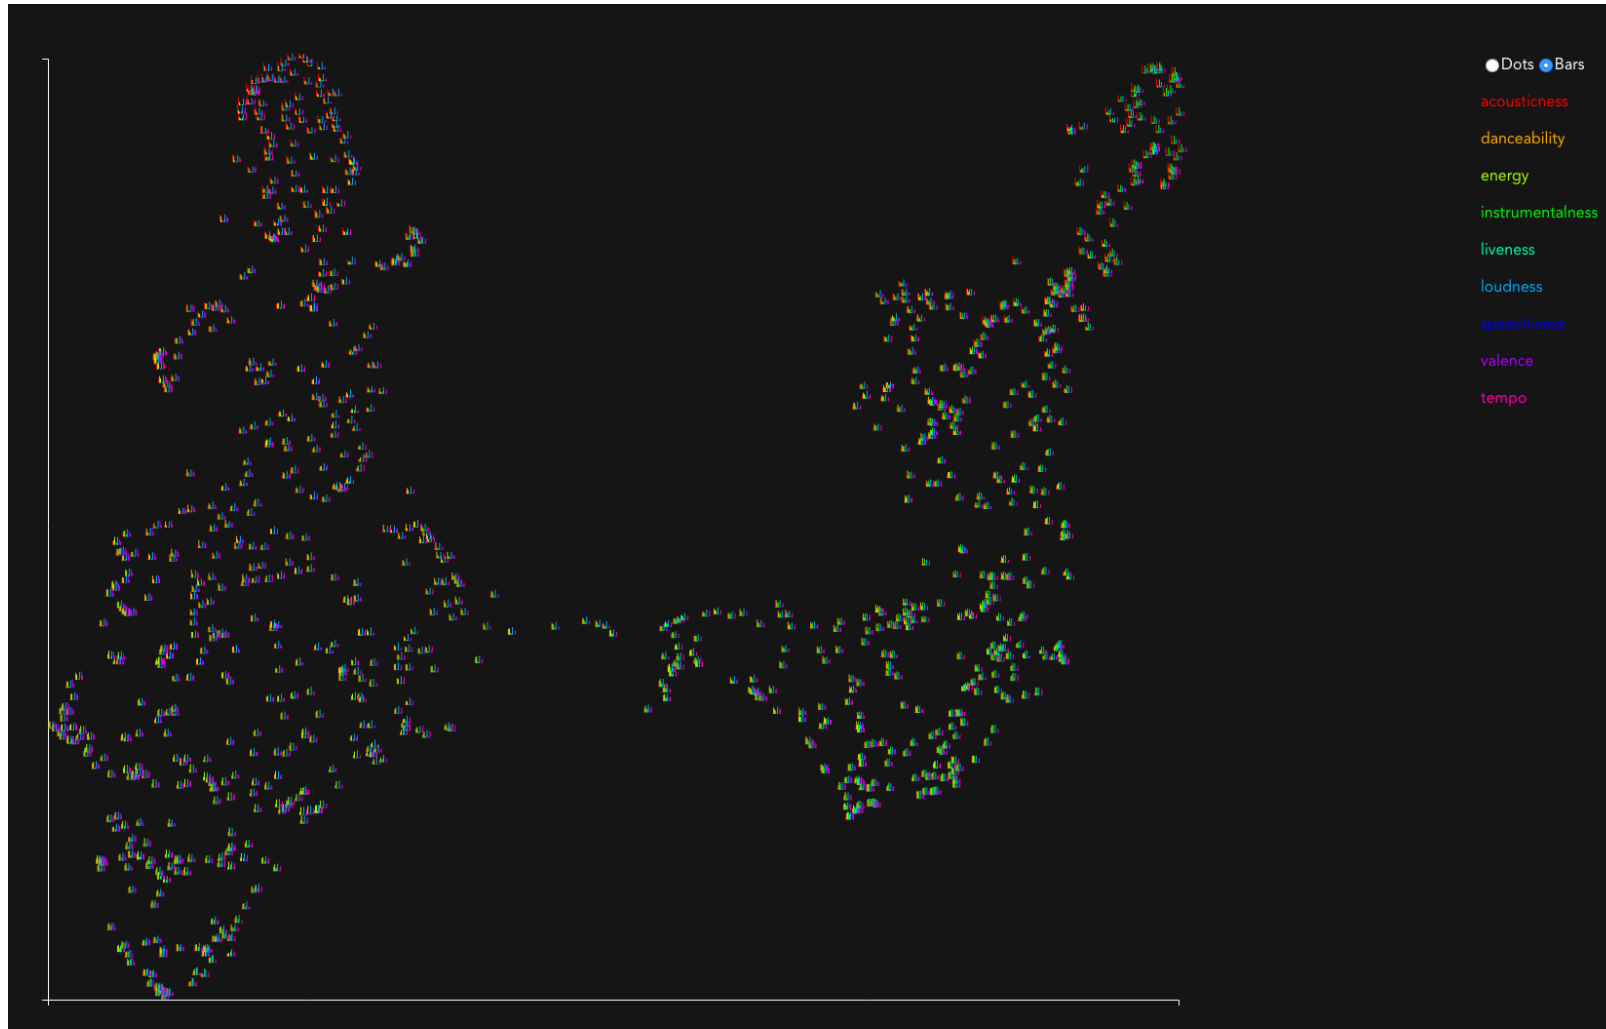 Dots Bars
acousticness
danceability
energy
instrumentalness
liveness
loudness
speechiness
valence
tempo